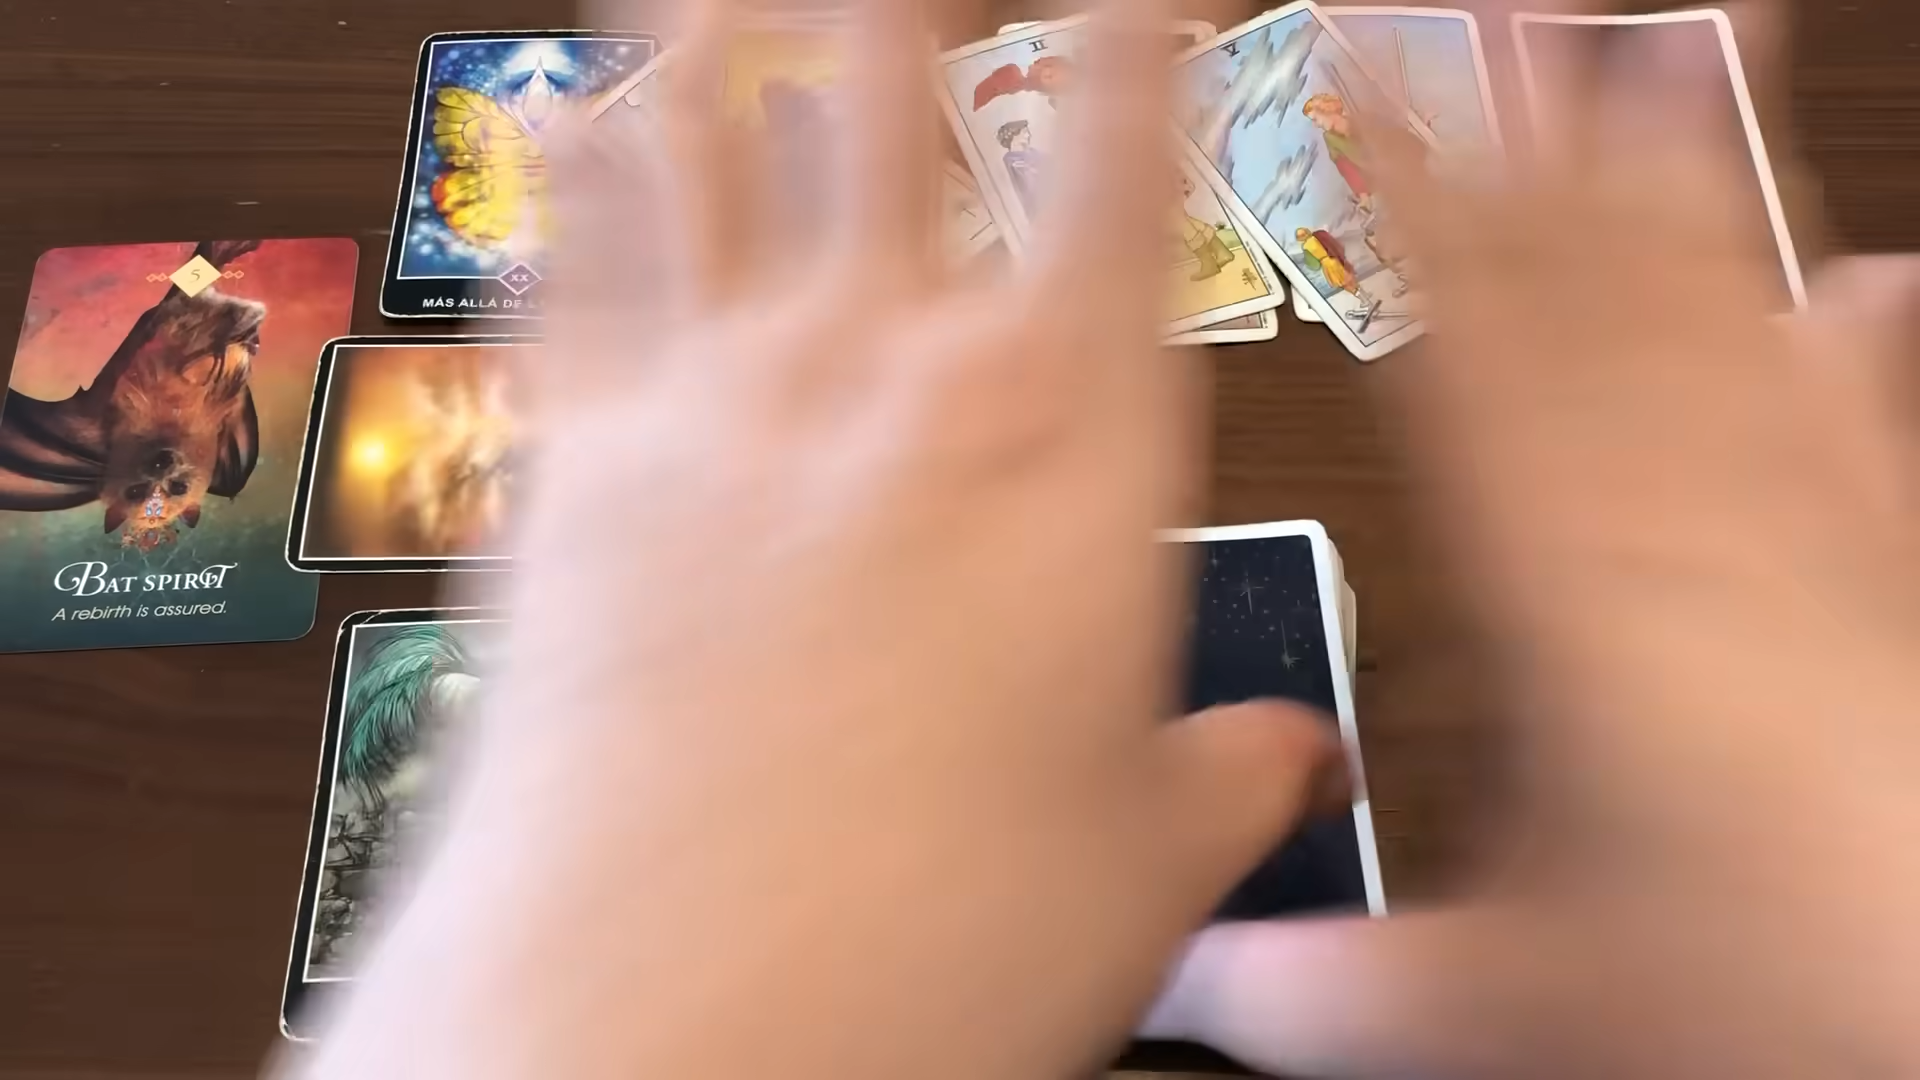 II
V
5
XX
MÁS ALLÁ DE
BAT SPIRIT
A rebirth is assured.